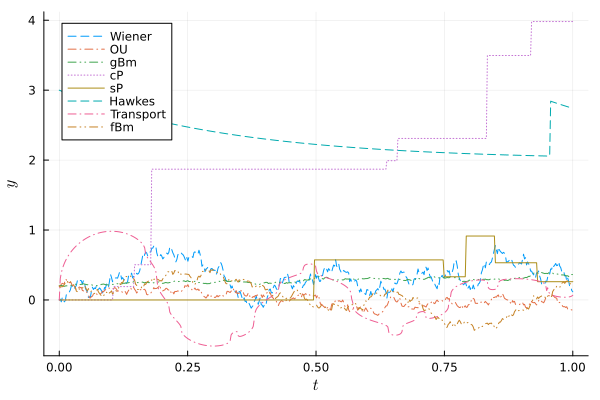 Wiener
OU
gBm
cP
sP
Hawkes
Transport
fBm
4
3
2
1
0
y
0.00
0.25
0.50
0.75
1.00
t